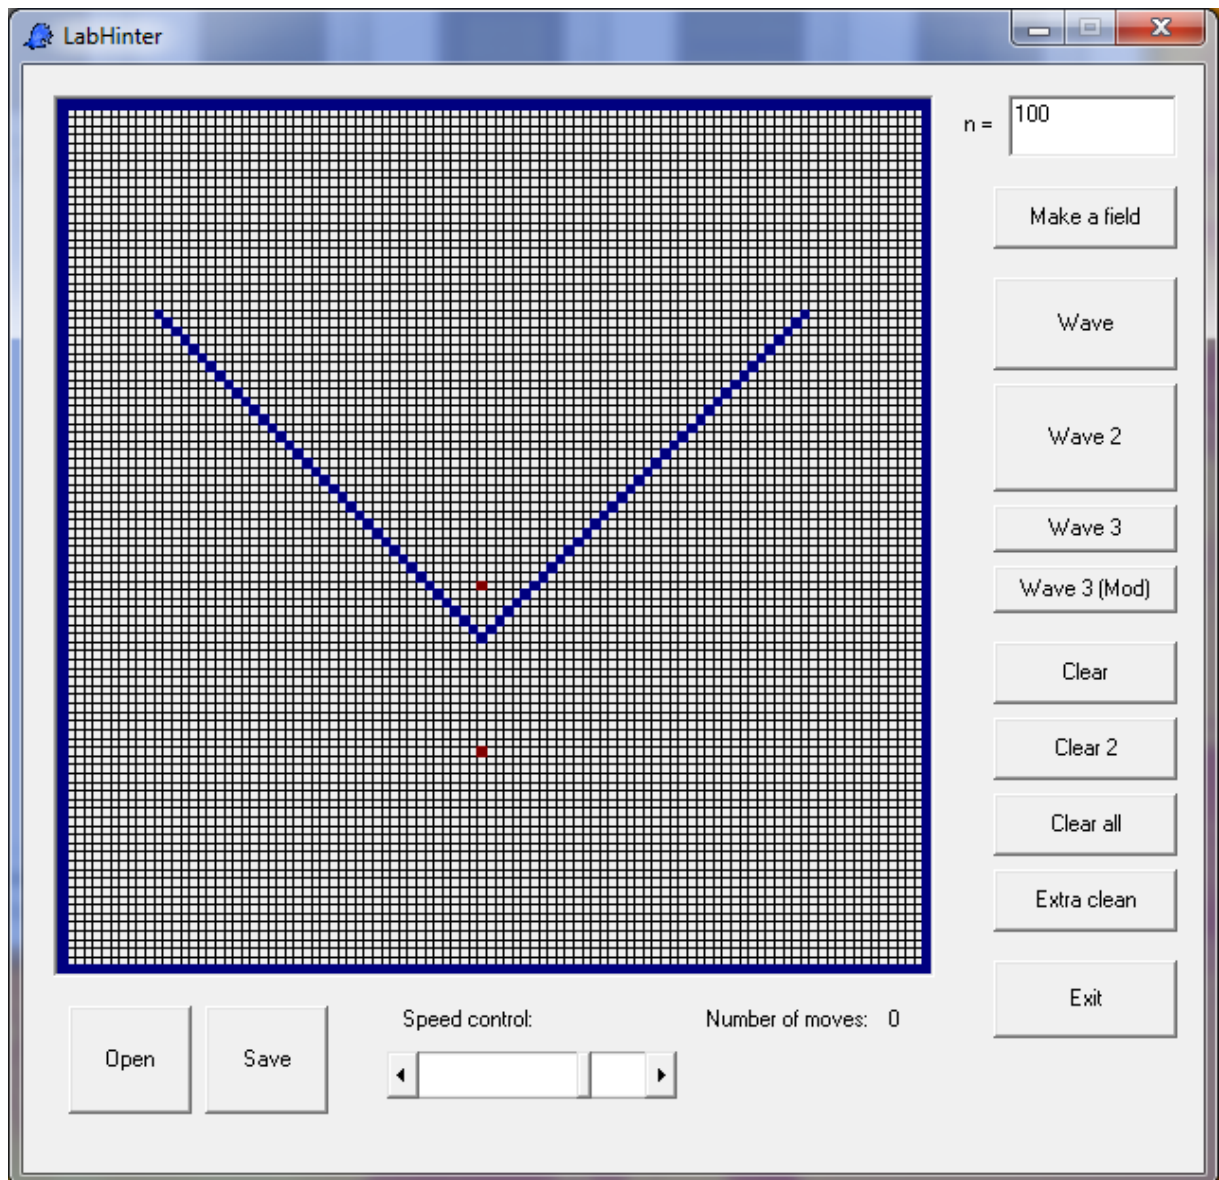 LabHinter
n =
100
Make a field
Wave
Wave 2
Wave 3
Wave 3 (Mod)
Clear
Clear 2
Clear all
Extra clean
Exit
Open
Save
Speed control:
Number of moves: 0